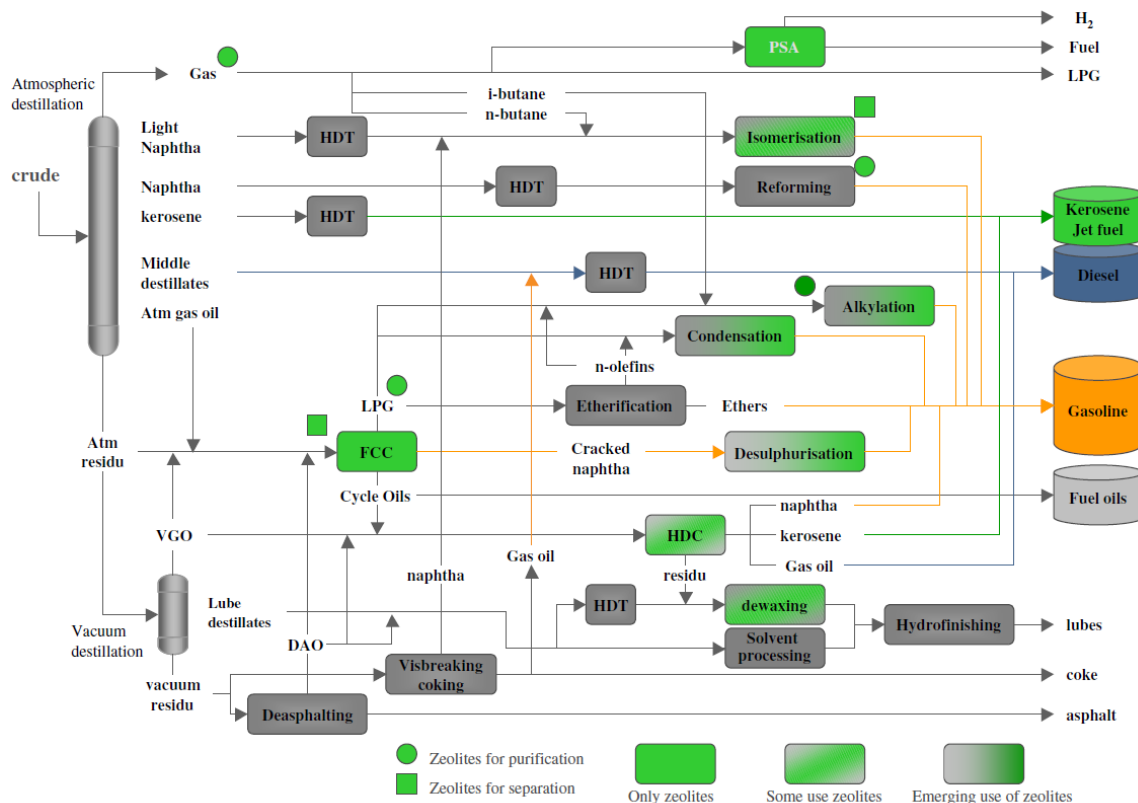 H2
PSA
Fuel
Gas
LPG
Atmospheric
destillation
i-butane
n-butane
Light
Naphtha
HDT
Isomerisation
crude
Naphtha
HDT
Reforming
kerosene
HDT
Kerosene
Jet fuel
Middle
destillates
HDT
Diesel
Atm gas oil
Alkylation
Condensation
n-olefins
LPG
Etherification
Ethers
Gasoline
Atm
residu
FCC
Cracked
naphtha
Desulphurisation
Cycle Oils
Fuel oils
naphtha
VGO
HDC
kerosene
Gas oil
Gas oil
naphtha
residu
Lube
destillates
HDT
dewaxing
Vacuum
destillation
DAO
Solvent
processing
Hydrofinishing
lubes
vacuum
residu
Visbreaking
coking
coke
Deasphalting
asphalt
Zeolites for purification
Zeolites for separation
Only zeolites
Some use zeolites
Emerging use of zeolites